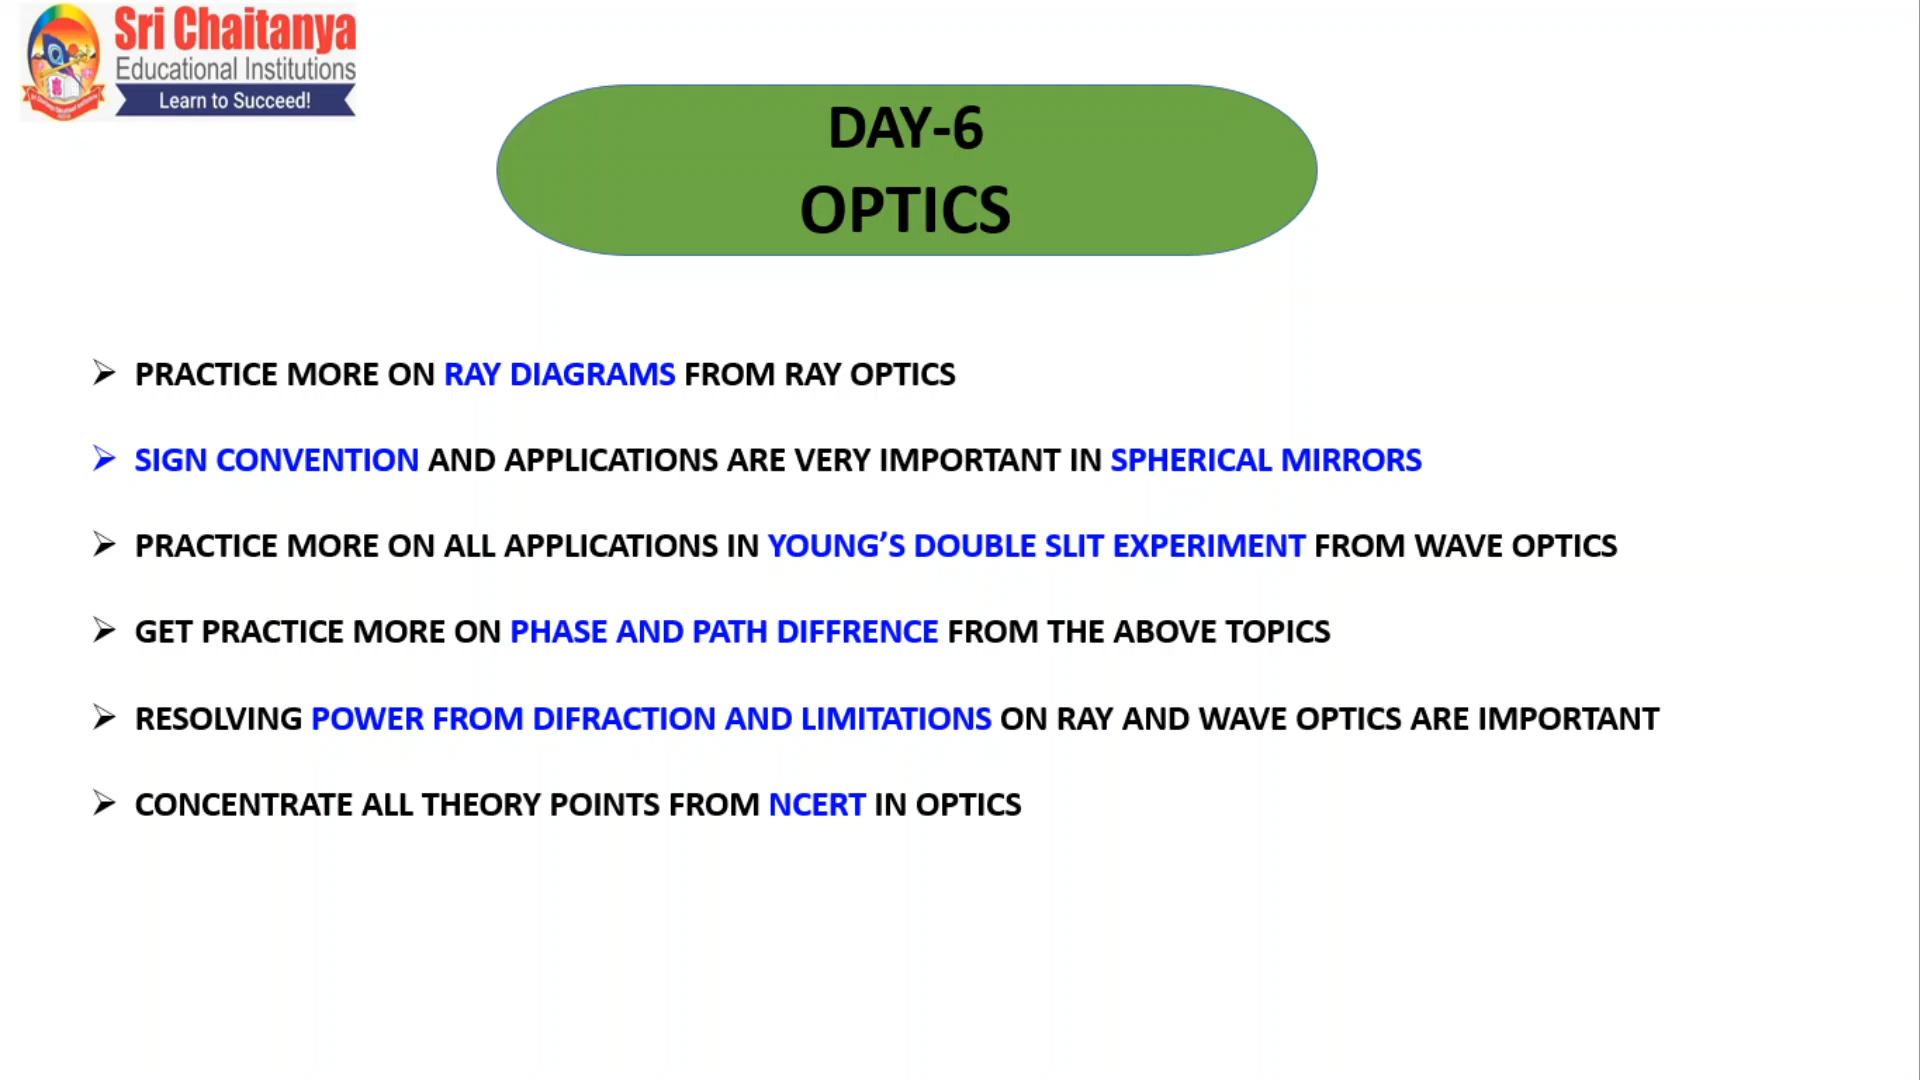 Sri Chaitanya
Educational Institutions
Learn to Succeed!
DAY-6
OPTICS
PRACTICE MORE ON RAY DIAGRAMS FROM RAY OPTICS
SIGN CONVENTION AND APPLICATIONS ARE VERY IMPORTANT IN SPHERICAL MIRRORS
PRACTICE MORE ON ALL APPLICATIONS IN YOUNG’S DOUBLE SLIT EXPERIMENT FROM WAVE OPTICS
GET PRACTICE MORE ON PHASE AND PATH DIFFRENCE FROM THE ABOVE TOPICS
RESOLVING POWER FROM DIFRACTION AND LIMITATIONS ON RAY AND WAVE OPTICS ARE IMPORTANT
CONCENTRATE ALL THEORY POINTS FROM NCERT IN OPTICS